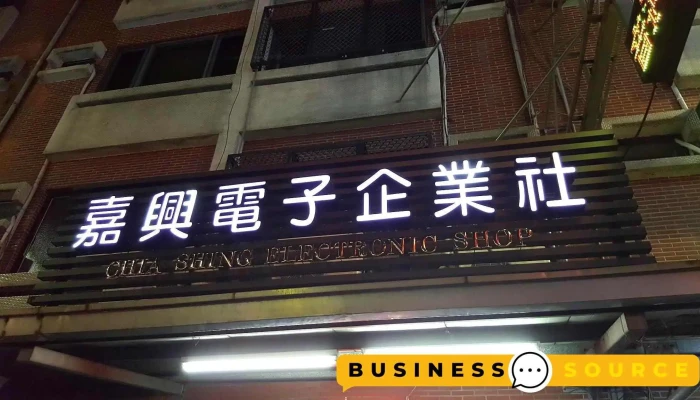 嘉興電子企業社
CHIA SHING ELECTRONIC SHOP
BUSINESS SOURCE